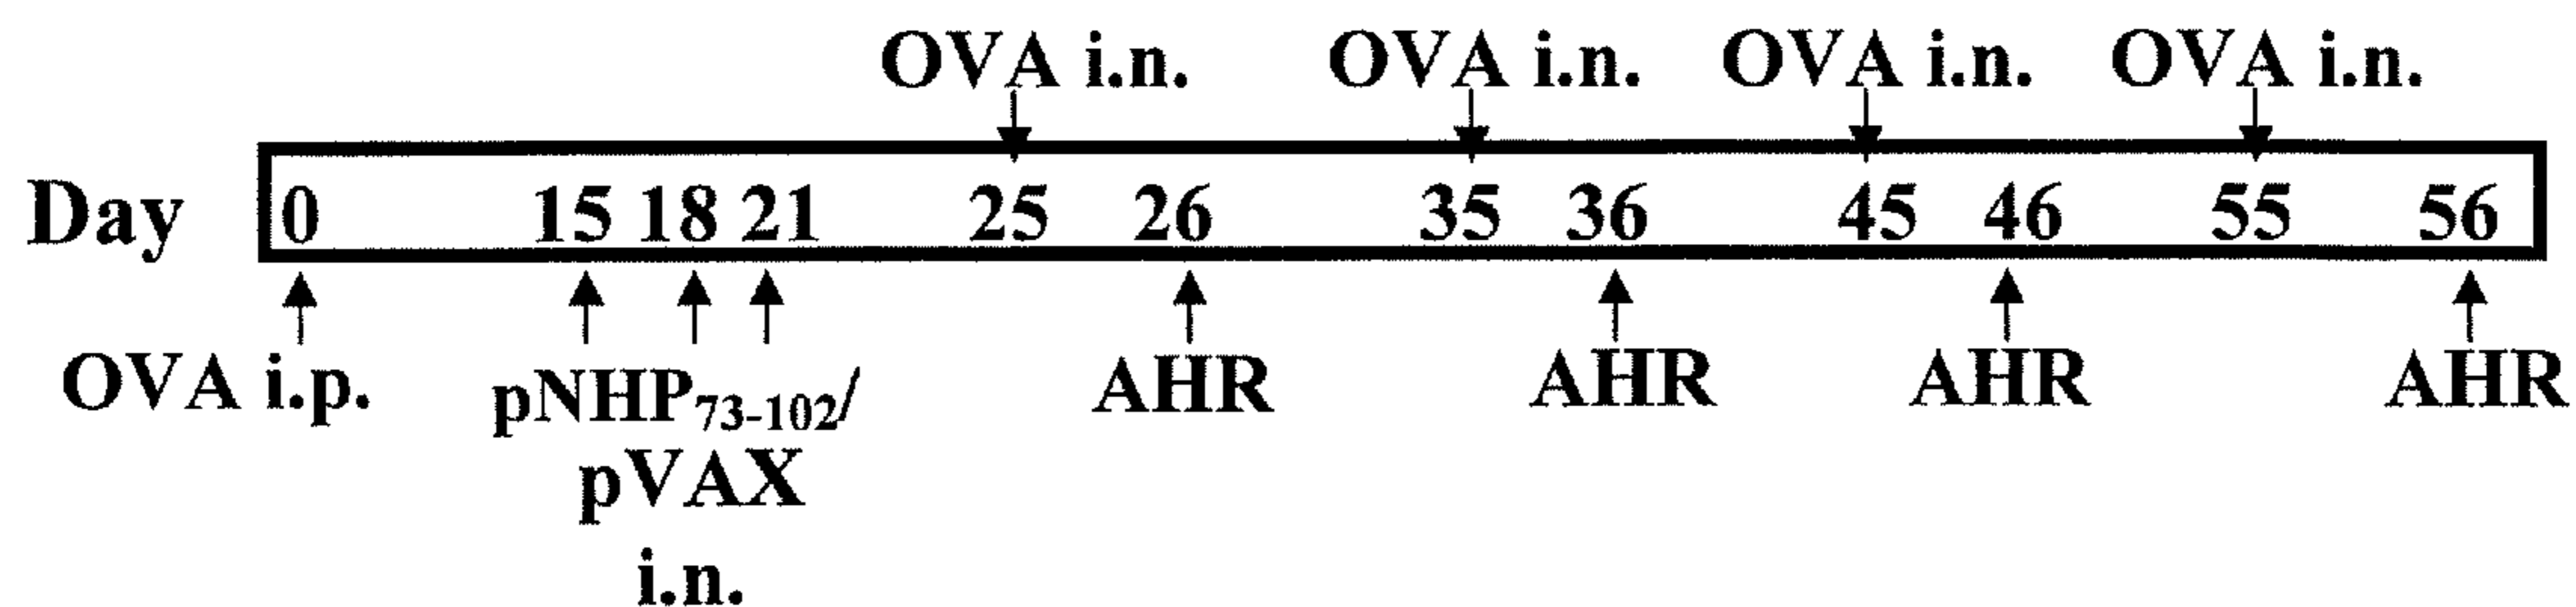 OVA i.n. OVA i.n. OVA i.n. OVA i.n.
Day 0 15 18 21 25 26 35 36 45 46 55 56
OVA i.p. pNHP73-102/ AHR AHR AHR AHR
pVAX
i.n.